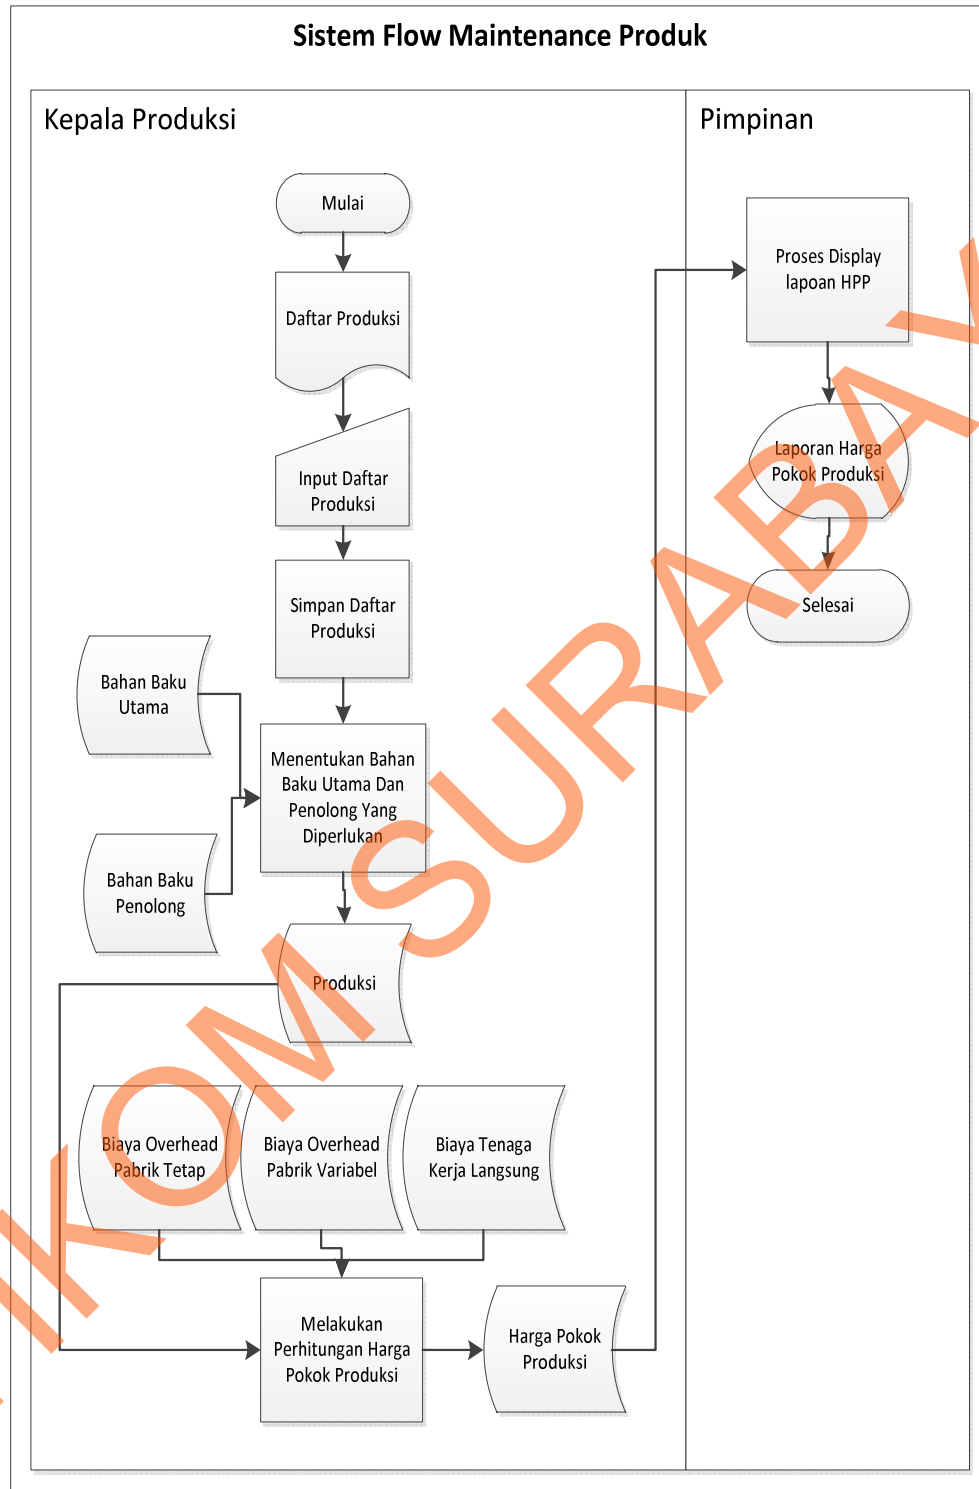 Sistem Flow Maintenance Produk
Kepala Produksi
Pimpinan
Mulai
Daftar Produksi
Input Daftar
Produksi
Simpan Daftar
Produksi
Bahan Baku
Utama
Menentukan Bahan
Baku Utama Dan
Penolong Yang
Diperlukan
Bahan Baku
Penolong
Produksi
Biaya Overhead
Pabrik Tetap
Biaya Overhead
Pabrik Variabel
Biaya Tenaga
Kerja Langsung
Melakukan
Perhitungan Harga
Pokok Produksi
Harga Pokok
Produksi
Proses Display
lapoan HPP
Laporan Harga
Pokok Produksi
Selesai
IKOM SURABAY